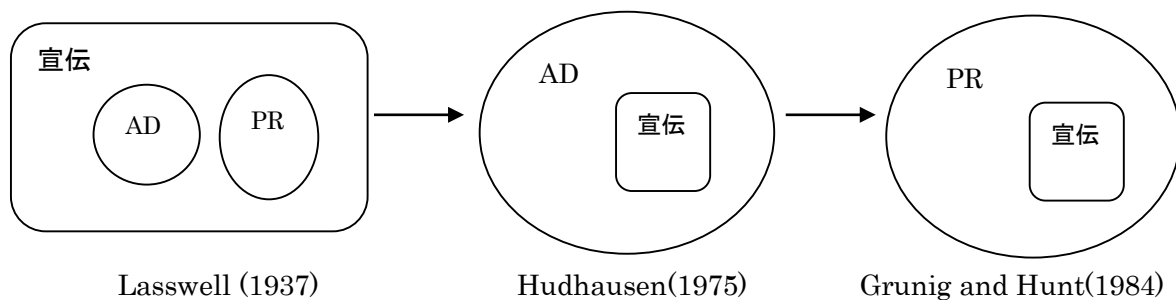 宣伝
AD
PR
Lasswell (1937)
AD
宣伝
Hudhausen(1975)
PR
宣伝
Grunig and Hunt(1984)